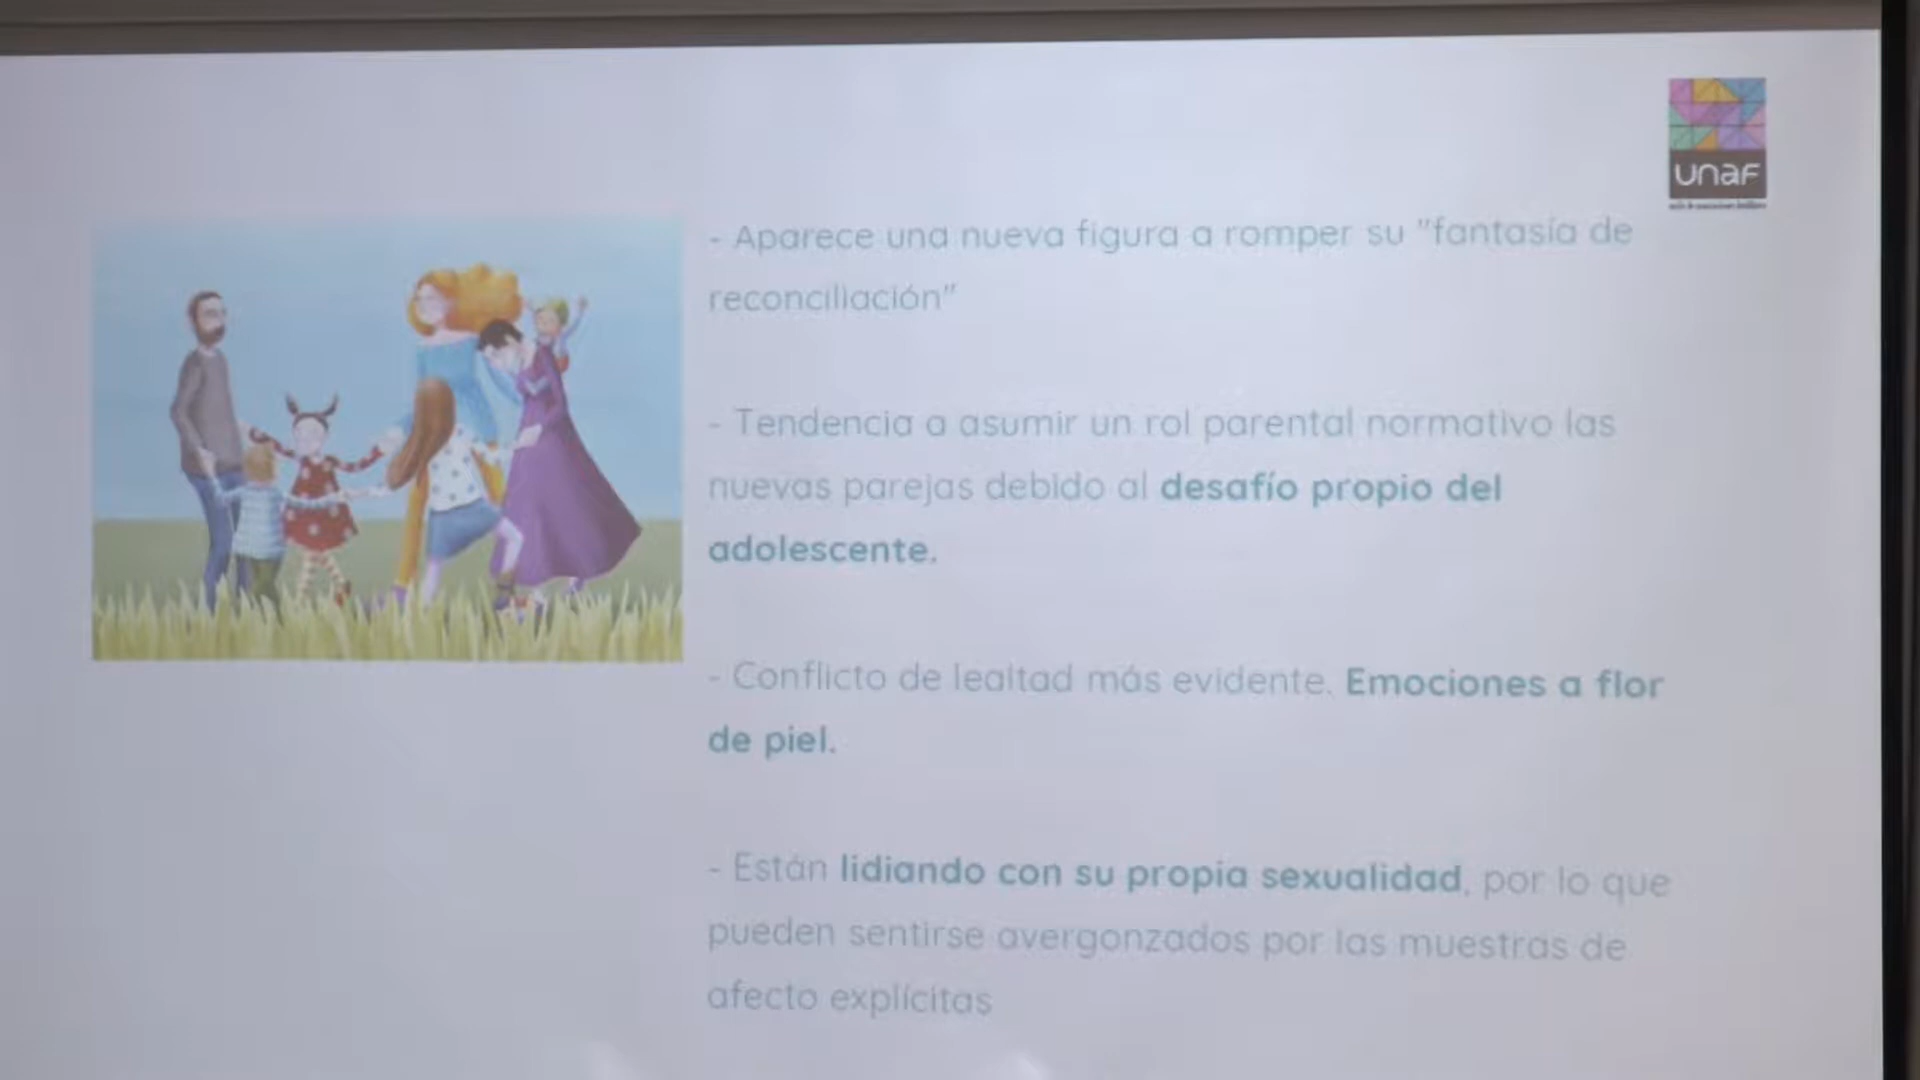 unaf
- Aparece una nueva figura a romper su "fantasía de
reconciliación"
- Tendencia a asumir un rol parental normativo las
nuevas parejas debido al desafío propio del
adolescente.
- Conflicto de lealtad más evidente. Emociones a flor
de piel.
- Están lidiando con su propia sexualidad, por lo que
pueden sentirse avergonzados por las muestras de
afecto explícitas